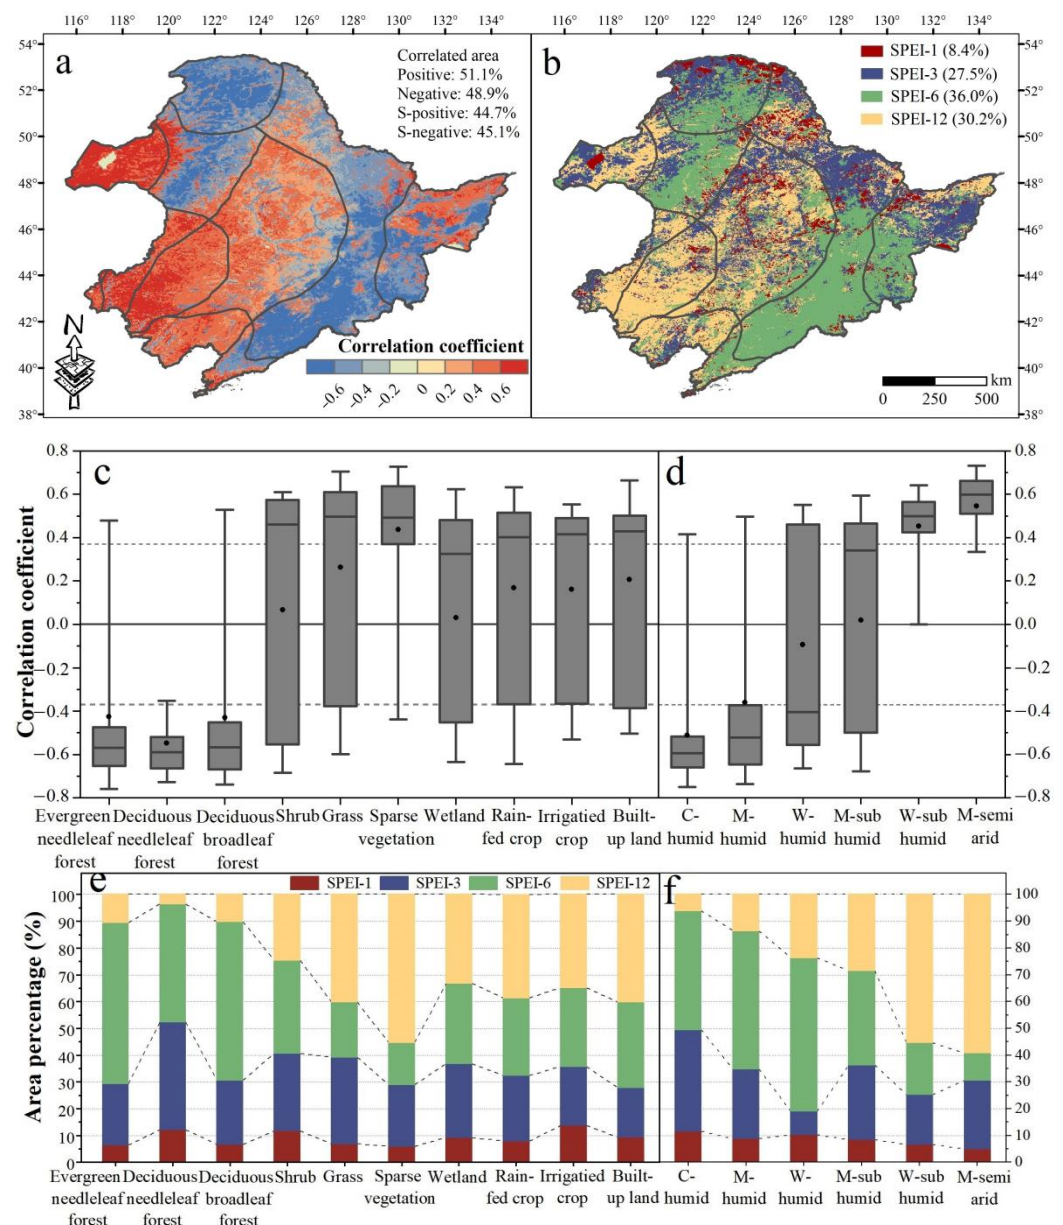 116° 118° 120° 122° 124° 126° 128° 130° 132° 134°
116° 118° 120° 122° 124° 126° 128° 130° 132° 134°
a
Correlated area
Positive: 51.1%
Negative: 48.9%
S-positive: 44.7%
S-negative: 45.1%
54°
52°
50°
48°
46°
44°
42°
40°
38°
N
Correlation coefficient
-0.6 -0.4 -0.2 0 0.2 0.4 0.6
b
SPEI-1 (8.4%)
SPEI-3 (27.5%)
SPEI-6 (36.0%)
SPEI-12 (30.2%)
54°
52°
50°
48°
46°
44°
42°
40°
38°
km
0 250 500
c
d
Correlation coefficient
0.8
0.6
0.4
0.2
0.0
−0.2
−0.4
−0.6
−0.8
0.8
0.6
0.4
0.2
0.0
−0.2
−0.4
−0.6
−0.8
Evergreen Deciduous Deciduous Shrub Grass Sparse Wetland Rain- Irrigatied Built-
needleleaf needleleaf broadleaf vegetation fed crop crop up land
forest forest forest
C- M- W- M-sub W-sub M-semi
humid humid humid humid humid arid
e
SPEI-1 SPEI-3 SPEI-6 SPEI-12
f
Area percentage (%)
100
90
80
70
60
50
40
30
20
10
0
100
90
80
70
60
50
40
30
20
10
0
Evergreen Deciduous Deciduous Shrub Grass Sparse Wetland Rain- Irrigatied Built-
needleleaf needleleaf broadleaf vegetation fed crop crop up land
forest forest forest
C- M- W- M-sub W-sub M-semi
humid humid humid humid humid arid